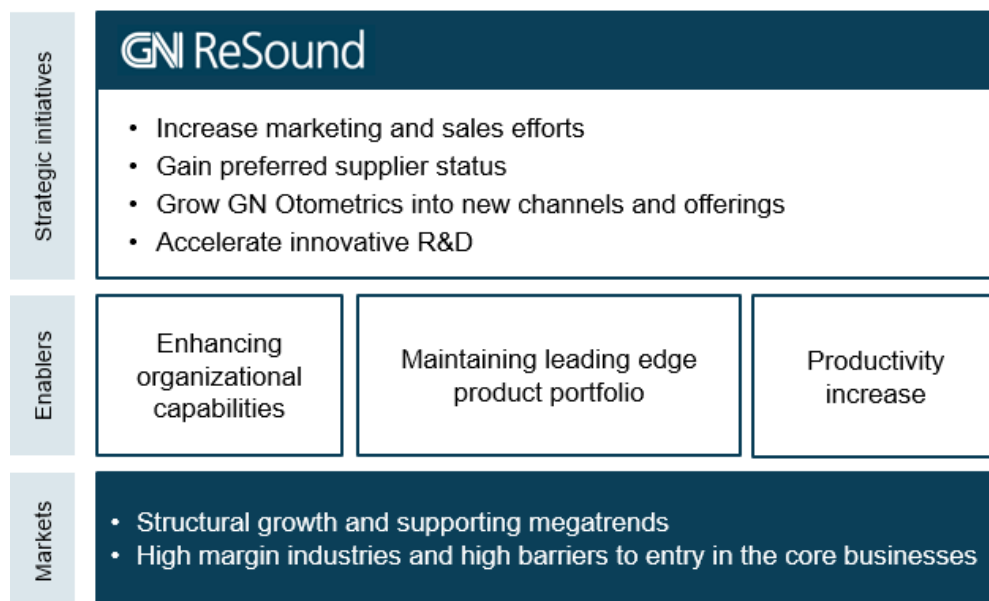 Strategic initiatives
GN ReSound
• Increase marketing and sales efforts
• Gain preferred supplier status
• Grow GN Otometrics into new channels and offerings
• Accelerate innovative R&D
Enablers
Enhancing
organizational
capabilities
Maintaining leading edge
product portfolio
Productivity
increase
Markets
• Structural growth and supporting megatrends
• High margin industries and high barriers to entry in the core businesses